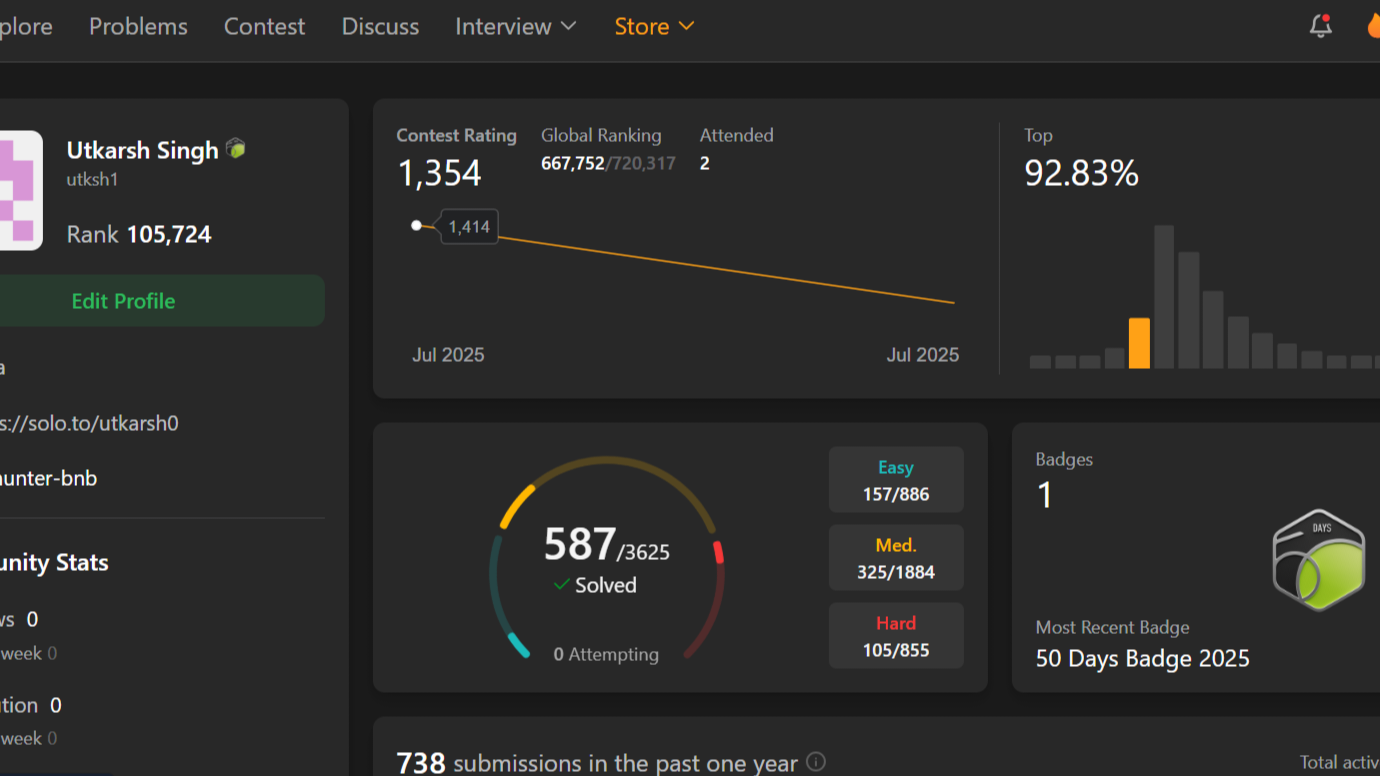 plore Problems Contest Discuss Interview Store
Utkarsh Singh
utksh1
Rank 105,724
Edit Profile
a
s://solo.to/utkarsh0
unter-bnb
unity Stats
ws 0
week 0
ution 0
week 0
Contest Rating
1,354
Global Ranking
667,752/720,317
Attended
2
1,414
Jul 2025
Jul 2025
Top
92.83%
587/3625
Solved
0 Attempting
Easy
157/886
Med.
325/1884
Hard
105/855
Badges
1
DAYS
Most Recent Badge
50 Days Badge 2025
738 submissions in the past one year
Total activ